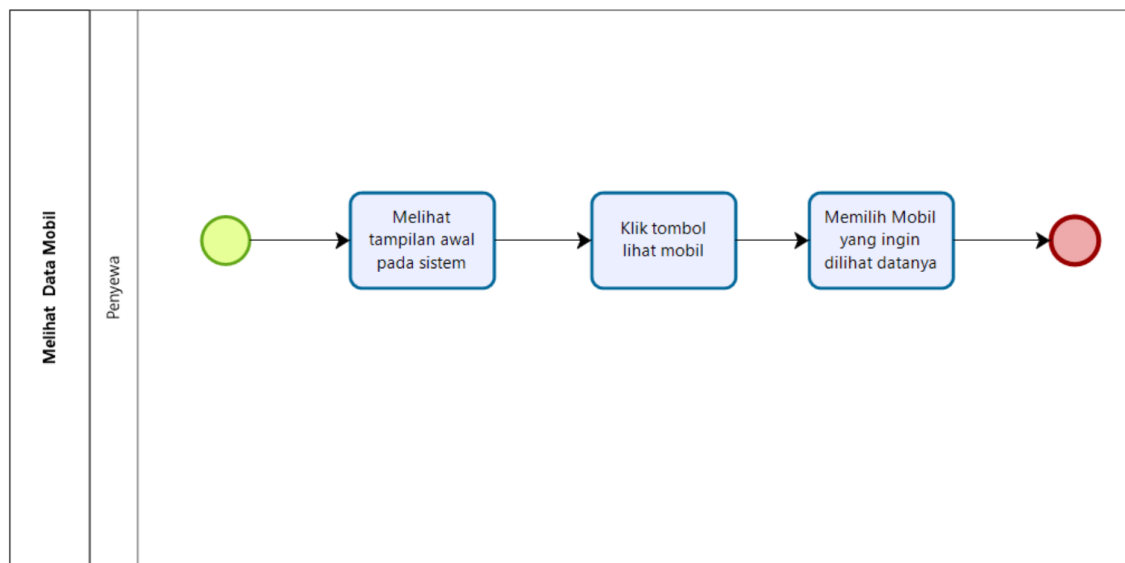 Melihat Data Mobil
Penyewa
Melihat
tampilan awal
pada sistem
Klik tombol
lihat mobil
Memilih Mobil
yang ingin
dilihat datanya